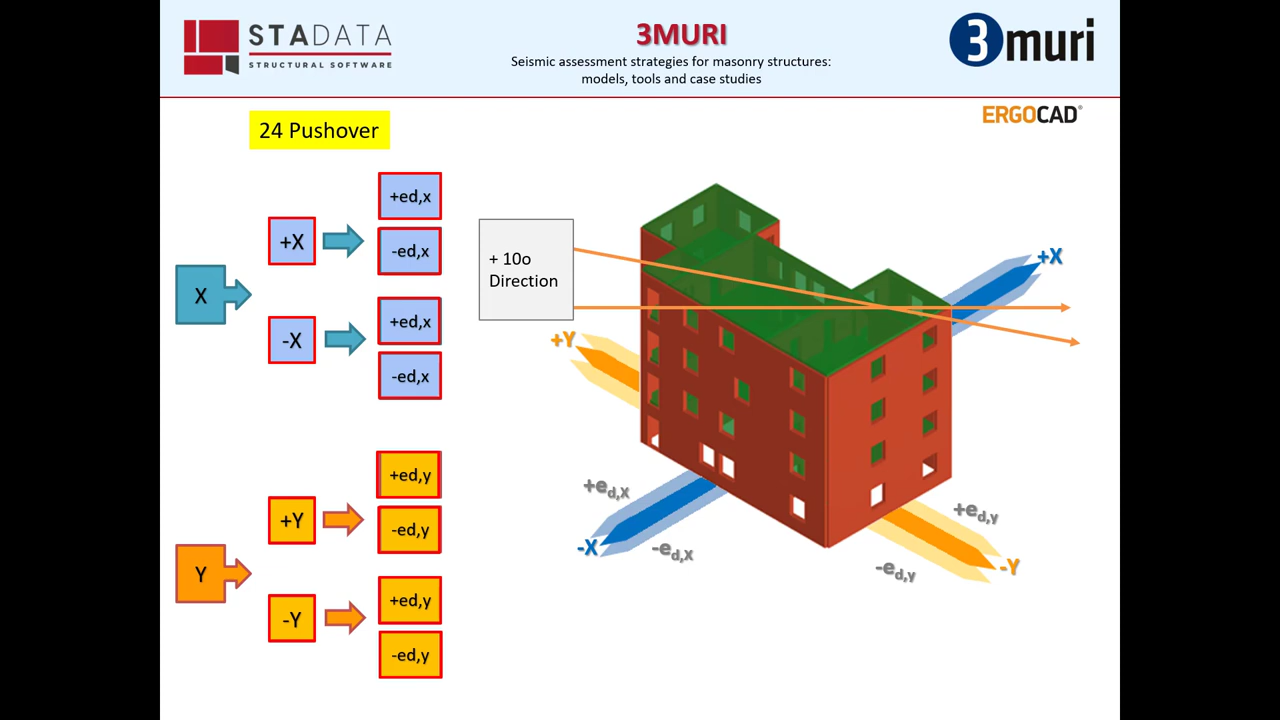 STADATA
STRUCTURAL SOFTWARE
3MURI
Seismic assessment strategies for masonry structures:
models, tools and case studies
3muri
ERGOCAD®
24 Pushover
X
+X
+ed,x
-ed,x
-X
+ed,x
-ed,x
Y
+Y
+ed,y
-ed,y
-Y
+ed,y
-ed,y
+ 10o
Direction
+X
+Y
+ed,X
-X
-ed,X
+ed,y
-Y
-ed,y